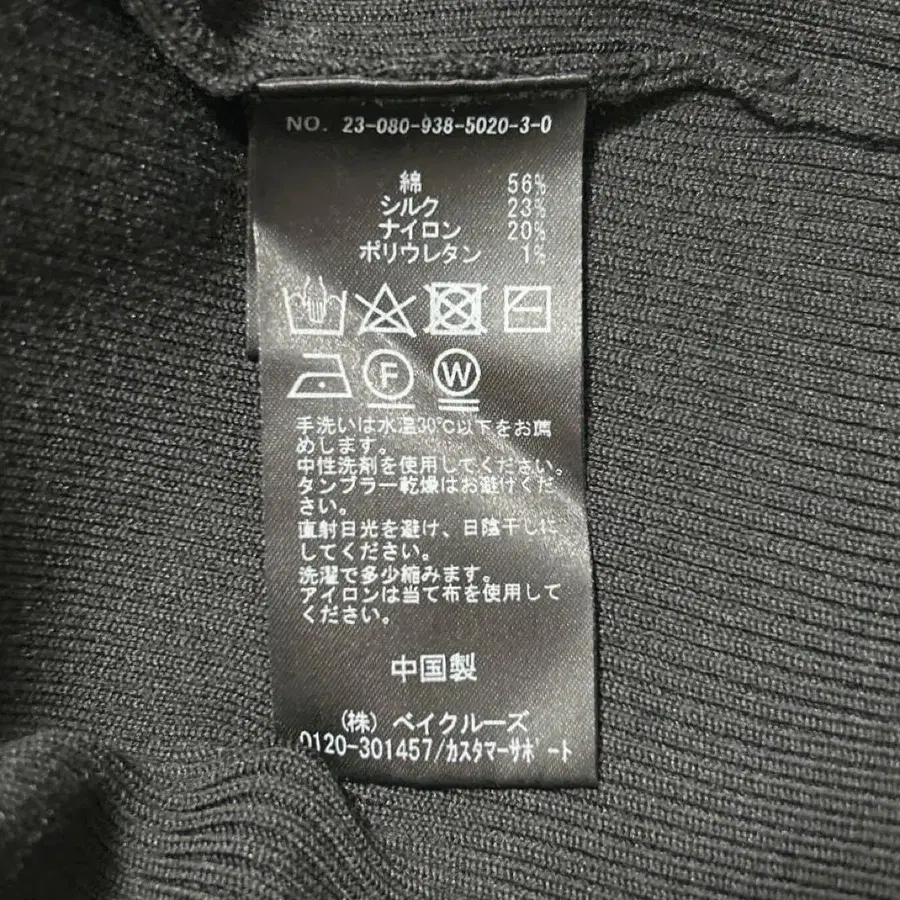 NO. 23-080-938-5020-3-0
綿 56%
シルク 23%
ナイロン 20%
ポリウレタン 1%
F W
手洗いは水温30℃以下をお薦
めします。
中性洗剤を使用してください。
タンブラー乾燥はお避けくだ
さい。
直射日光を避け、日陰干しに
してください。
洗濯で多少縮みます。
アイロンは当て布を使用して
ください。
中国製
(株) ベイクルーズ
0120-301457/カスタマーサポート